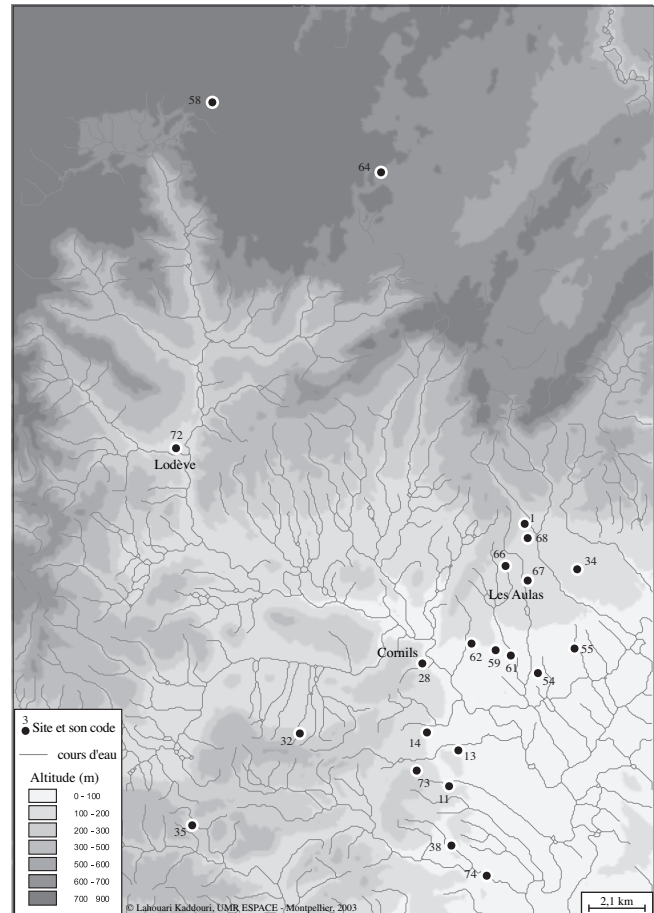 58
64
72
Lodève
1
68
66
34
67
Les Aulas
62
59
61
55
54
Cornils
28
32
14
13
73
11
35
38
74
3
Site et son code
cours d'eau
Altitude (m)
0 - 100
100 - 200
200 - 300
300 - 500
500 - 600
600 - 700
700 900
© Lahouari Kaddouri, UMR ESPACE - Montpellier, 2003
2,1 km